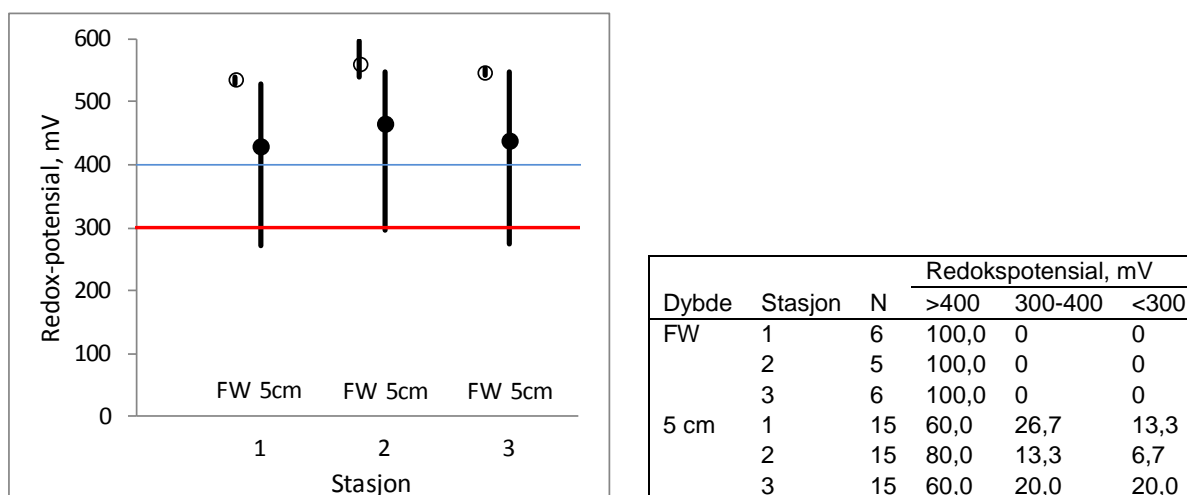 Redox-potensial, mV
600
500
400
300
200
100
0
FW 5cm FW 5cm FW 5cm
1 2 3
Stasjon
Redokspotensial, mV
Dybde Stasjon N >400 300-400 <300
FW 1 6 100,0 0 0
2 5 100,0 0 0
3 6 100,0 0 0
5 cm 1 15 60,0 26,7 13,3
2 15 80,0 13,3 6,7
3 15 60,0 20,0 20,0